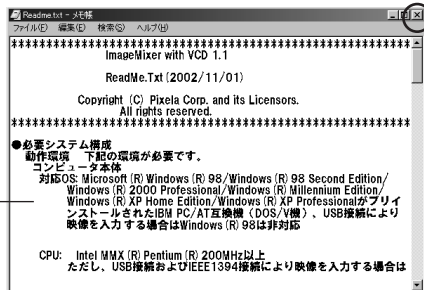 Readme.txt - メモ帳
ファイル(F) 編集(E) 検索(S) ヘルプ(H)
****************************************************************
ImageMixer with VCD 1.1
ReadMe.Txt (2002/11/01)
Copyright (C) Pixela Corp. and its Licensors.
All rights reserved.
****************************************************************
●必要システム構成
動作環境 下記の環境が必要です。
コンピュータ本体
対応OS: Microsoft (R) Windows (R) 98/Windows (R) 98 Second Edition/
Windows (R) 2000 Professional/Windows (R) Millennium Edition/
Windows (R) XP Home Edition/Windows (R) XP Professionalがプリイ
ンストールされたIBM PC/AT互換機（DOS/V機）、USB接続により
映像を入力する場合はWindows (R) 98は非対応
CPU: Intel MMX (R) Pentium (R) 200MHz以上
ただし、USB接続およびIEEE1394接続により映像を入力する場合は